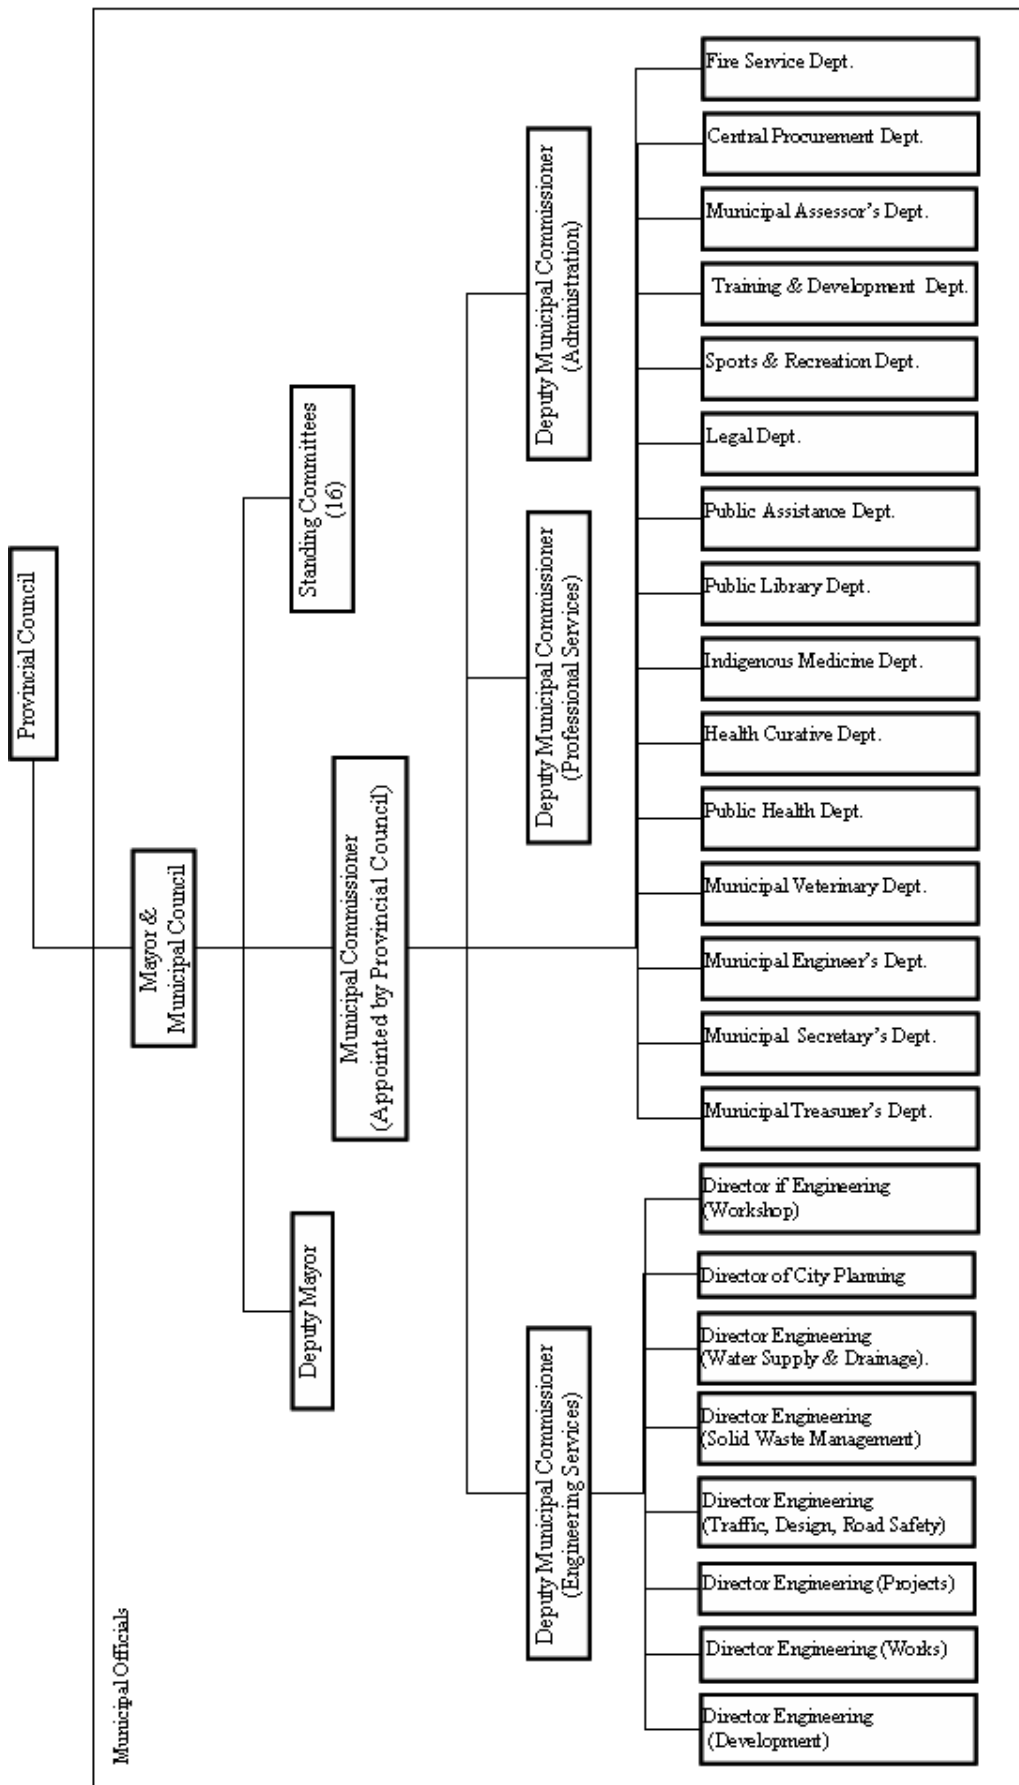 Municipal Officials
Provincial Council
Mayor &
Municipal Council
Deputy Mayor
Standing Committees
(16)
Municipal Commissioner
(Appointed by Provincial Council)
Deputy Municipal Commissioner
(Engineering Services)
Deputy Municipal Commissioner
(Professional Services)
Deputy Municipal Commissioner
(Administration)
Fire Service Dept.
Central Procurement Dept.
Municipal Assessor's Dept.
Training & Development Dept.
Sports & Recreation Dept.
Legal Dept.
Public Assistance Dept.
Public Library Dept.
Indigenous Medicine Dept.
Health Curative Dept.
Public Health Dept.
Municipal Veterinary Dept.
Municipal Engineer's Dept.
Municipal Secretary's Dept.
Municipal Treasurer's Dept.
Director if Engineering
(Workshop)
Director of City Planning
Director Engineering
(Water Supply & Drainage).
Director Engineering
(Solid Waste Management)
Director Engineering
(Traffic, Design, Road Safety)
Director Engineering (Projects)
Director Engineering (Works)
Director Engineering
(Development)